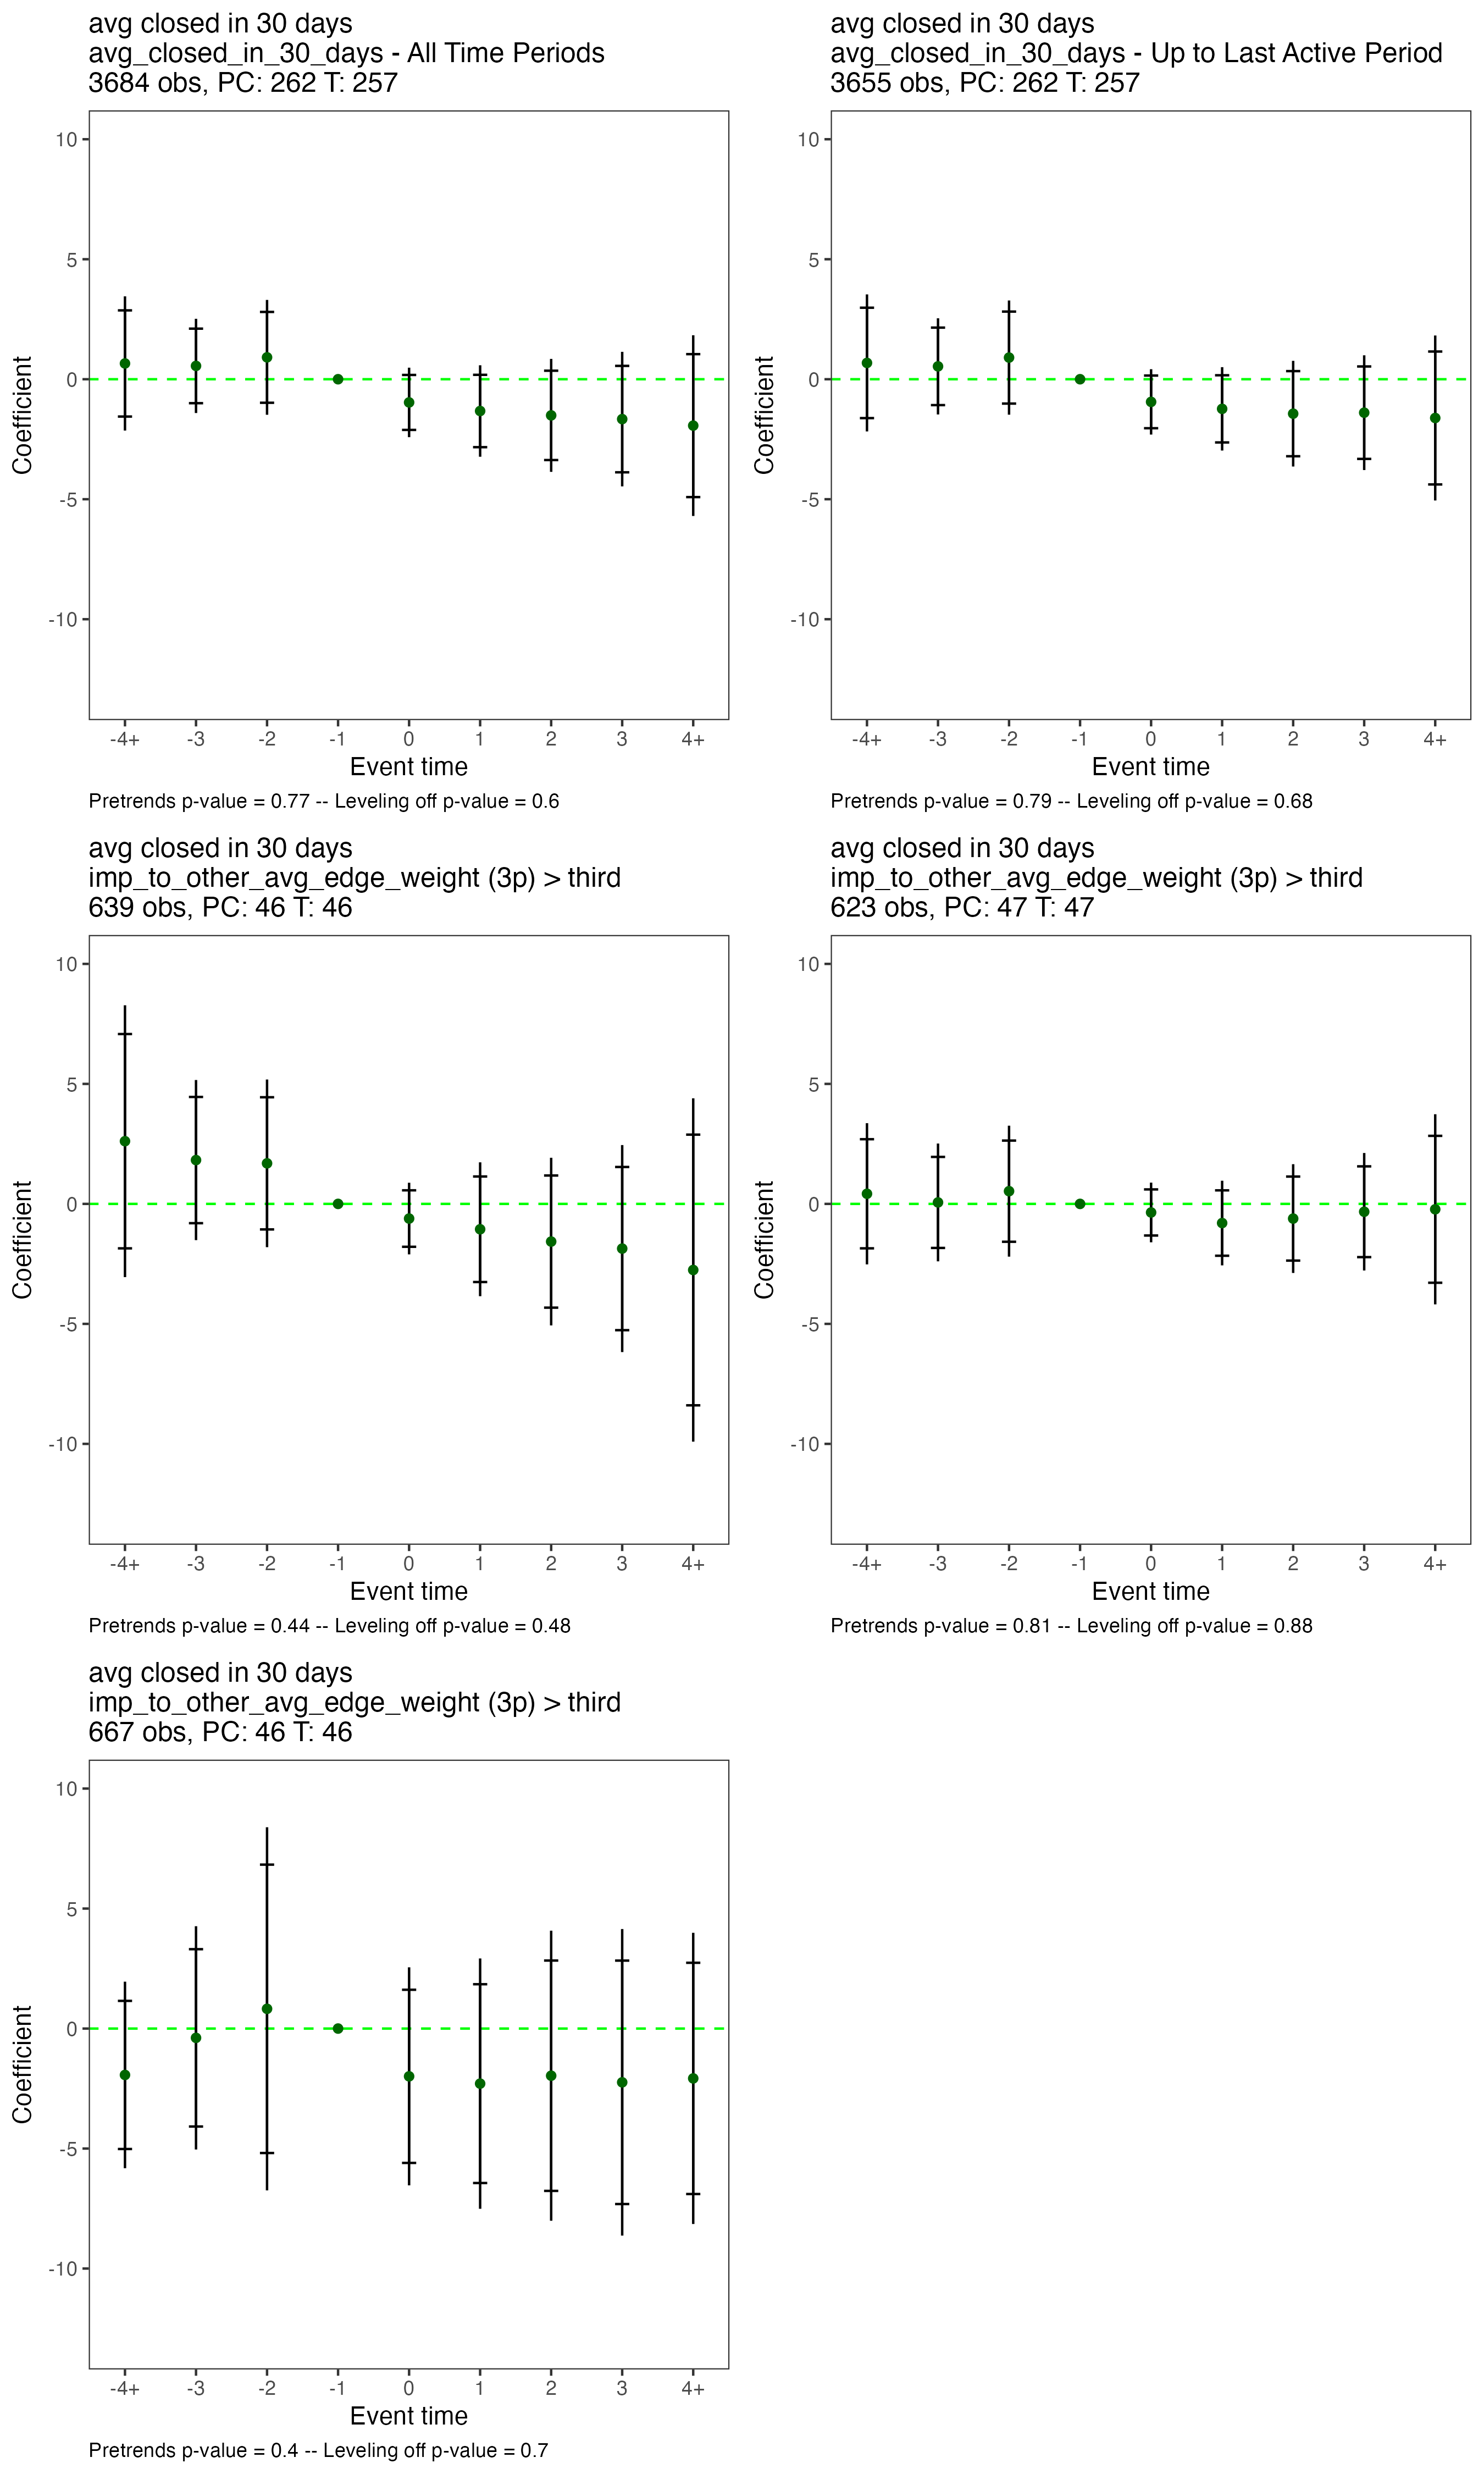 avg closed in 30 days
avg_closed_in_30_days - All Time Periods
3684 obs, PC: 262 T: 257
10
5
0
-5
-10
Coefficient
-4+ -3 -2 -1 0 1 2 3 4+
Event time
Pretrends p-value = 0.77 -- Leveling off p-value = 0.6
avg closed in 30 days
avg_closed_in_30_days - Up to Last Active Period
3655 obs, PC: 262 T: 257
10
5
0
-5
-10
Coefficient
-4+ -3 -2 -1 0 1 2 3 4+
Event time
Pretrends p-value = 0.79 -- Leveling off p-value = 0.68
avg closed in 30 days
imp_to_other_avg_edge_weight (3p) > third
639 obs, PC: 46 T: 46
10
5
0
-5
-10
Coefficient
-4+ -3 -2 -1 0 1 2 3 4+
Event time
Pretrends p-value = 0.44 -- Leveling off p-value = 0.48
avg closed in 30 days
imp_to_other_avg_edge_weight (3p) > third
623 obs, PC: 47 T: 47
10
5
0
-5
-10
Coefficient
-4+ -3 -2 -1 0 1 2 3 4+
Event time
Pretrends p-value = 0.81 -- Leveling off p-value = 0.88
avg closed in 30 days
imp_to_other_avg_edge_weight (3p) > third
667 obs, PC: 46 T: 46
10
5
0
-5
-10
Coefficient
-4+ -3 -2 -1 0 1 2 3 4+
Event time
Pretrends p-value = 0.4 -- Leveling off p-value = 0.7